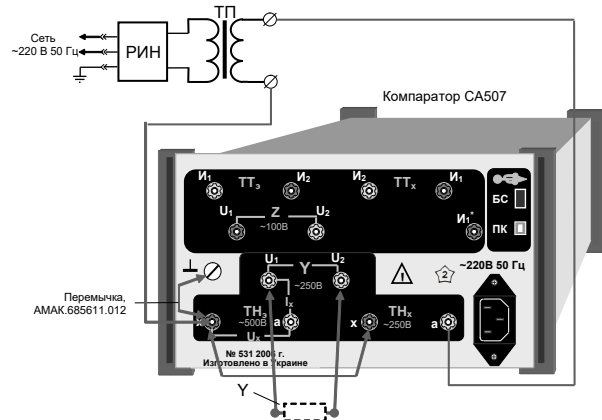 ТП
Сеть
~220 В 50 Гц
РИН
Компаратор СА507
И1 ТТэ И2 И2 ТТх И1
БС
U1 Z U2
~100В
И1*
ПК
U1 Y U2
~250В
2
~220В 50 Гц
Перемычка,
АМАК.685611.012
Iх
х ТНэ а х ТНх а
~500В ~250В
Uх
№ 531 2006 г.
Изготовлено в Украине
Y